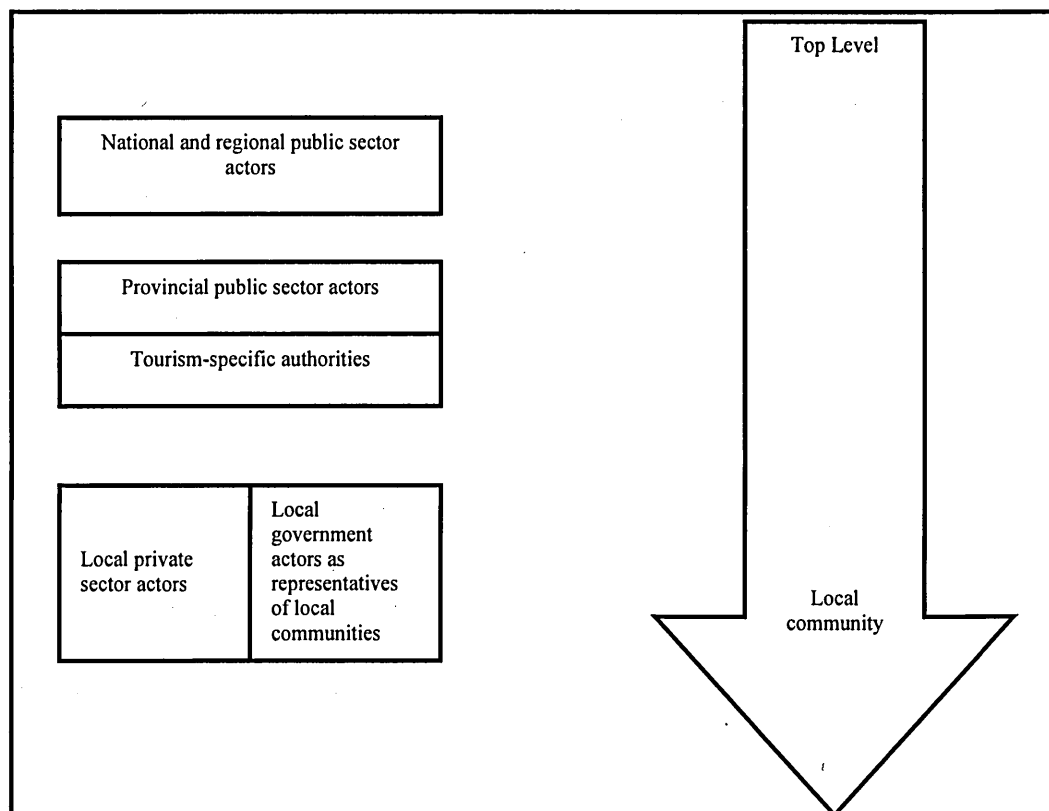 Top Level
National and regional public sector
actors
Provincial public sector actors
Tourism-specific authorities
Local private
sector actors
Local
government
actors as
representatives
of local
communities
Local
community